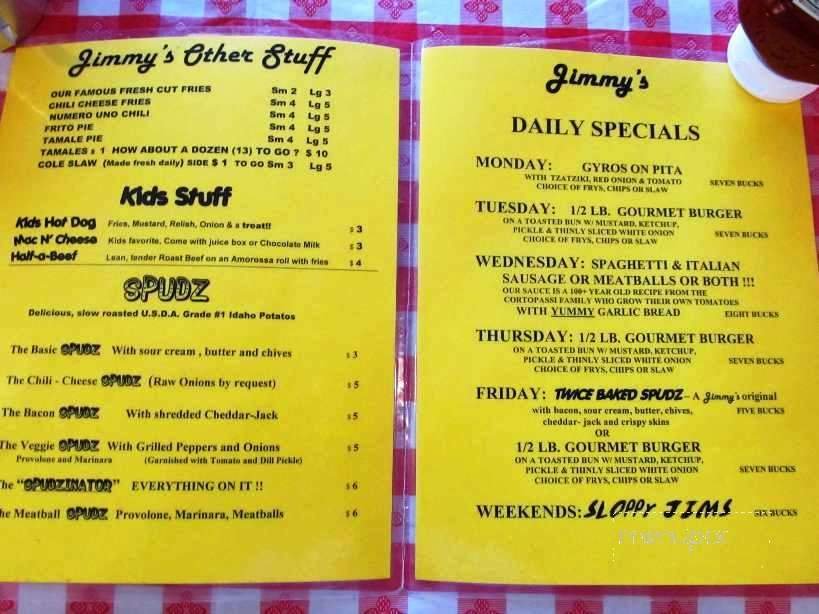 Jimmy's Other Stuff
OUR FAMOUS FRESH CUT FRIES Sm 2 Lg 3
CHILI CHEESE FRIES Sm 4 Lg 5
NUMERO UNO CHILI Sm 4 Lg 5
FRITO PIE Sm 4 Lg 5
TAMALE PIE Sm 4 Lg 5
TAMALES $ 1 HOW ABOUT A DOZEN (13) TO GO ? $ 10
COLE SLAW (Made fresh daily) SIDE $ 1 TO GO Sm 3 Lg 5
Kids Stuff
Kids Hot Dog Fries, Mustard, Relish, Onion & a treat!! $ 3
Mac N' Cheese Kids favorite. Come with juice box or Chocolate Milk $ 3
Half-a-Beef Lean, tender Roast Beef on an Amorossa roll with fries $ 4
SPUDZ
Delicious, slow roasted U.S.D.A. Grade #1 Idaho Potatos
The Basic SPUDZ With sour cream , butter and chives $ 3
The Chili - Cheese SPUDZ (Raw Onions by request) $ 5
The Bacon SPUDZ With shredded Cheddar-Jack $ 5
The Veggie SPUDZ With Grilled Peppers and Onions $ 5
Provolone and Marinara (Garnished with Tomato and Dill Pickle)
The "SPUDZINATOR" EVERYTHING ON IT !! $ 6
The Meatball SPUDZ Provolone, Marinara, Meatballs $ 6
Jimmy's
DAILY SPECIALS
MONDAY: GYROS ON PITA
WITH TZATZIKI, RED ONION & TOMATO
CHOICE OF FRYS, CHIPS OR SLAW SEVEN BUCKS
TUESDAY: 1/2 LB. GOURMET BURGER
ON A TOASTED BUN W/ MUSTARD, KETCHUP,
PICKLE & THINLY SLICED WHITE ONION SEVEN BUCKS
CHOICE OF FRYS, CHIPS OR SLAW
WEDNESDAY: SPAGHETTI & ITALIAN
SAUSAGE OR MEATBALLS OR BOTH !!!
OUR SAUCE IS A 100+ YEAR OLD RECIPE FROM THE
CORTOPASSI FAMILY WHO GROW THEIR OWN TOMATOES
WITH YUMMY GARLIC BREAD EIGHT BUCKS
THURSDAY: 1/2 LB. GOURMET BURGER
ON A TOASTED BUN W/ MUSTARD, KETCHUP,
PICKLE & THINLY SLICED WHITE ONION SEVEN BUCKS
CHOICE OF FRYS, CHIPS OR SLAW
FRIDAY: TWICE BAKED SPUDZ – A Jimmy's original
with bacon, sour cream, butter, chives, FIVE BUCKS
cheddar- jack and crispy skins
OR
1/2 LB. GOURMET BURGER
ON A TOASTED BUN W/ MUSTARD, KETCHUP,
PICKLE & THINLY SLICED WHITE ONION SEVEN BUCKS
CHOICE OF FRYS, CHIPS OR SLAW
WEEKENDS: SLOPPY JIMS SIX BUCKS